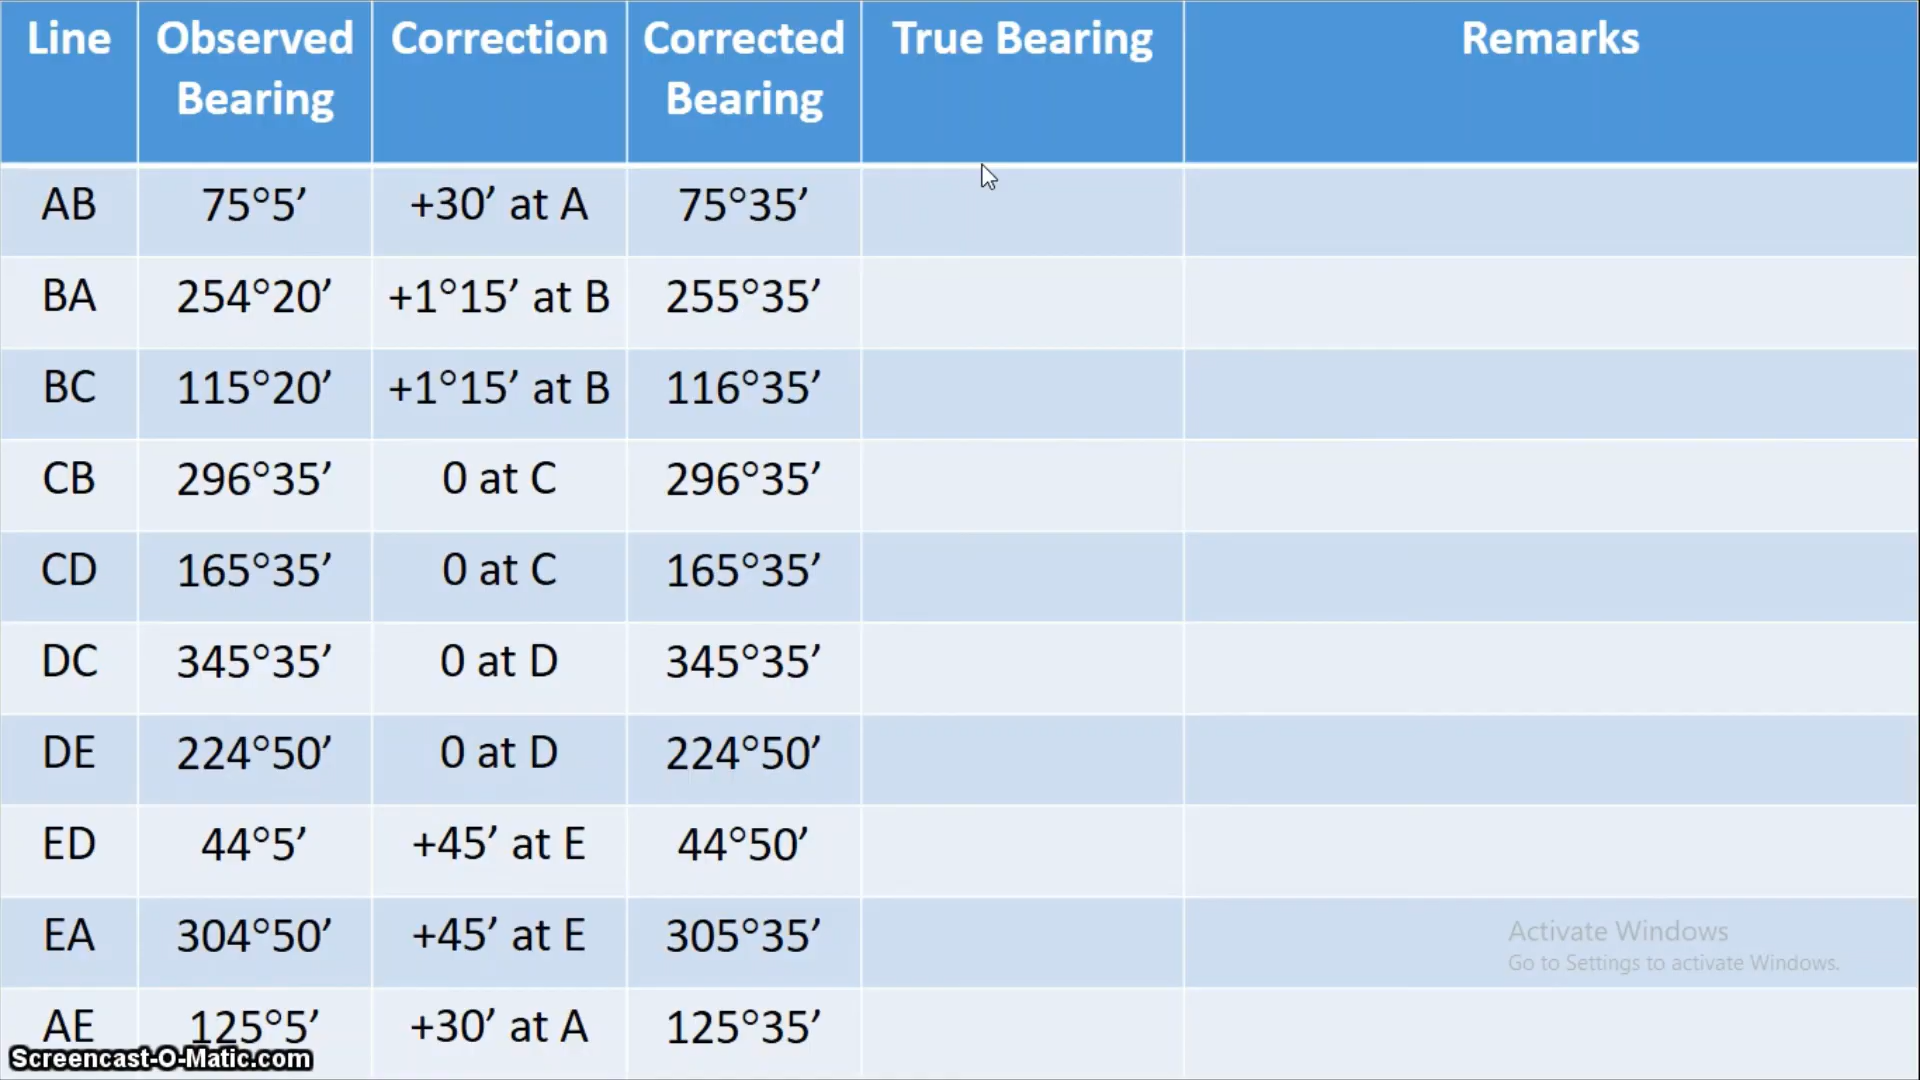 Line Observed Bearing Correction Corrected Bearing True Bearing Remarks
AB 75°5’ +30’ at A 75°35’
BA 254°20’ +1°15’ at B 255°35’
BC 115°20’ +1°15’ at B 116°35’
CB 296°35’ 0 at C 296°35’
CD 165°35’ 0 at C 165°35’
DC 345°35’ 0 at D 345°35’
DE 224°50’ 0 at D 224°50’
ED 44°5’ +45’ at E 44°50’
EA 304°50’ +45’ at E 305°35’
Activate Windows
Go to Settings to activate Windows.
AE 125°5’ +30’ at A 125°35’
Screencast-O-Matic.com